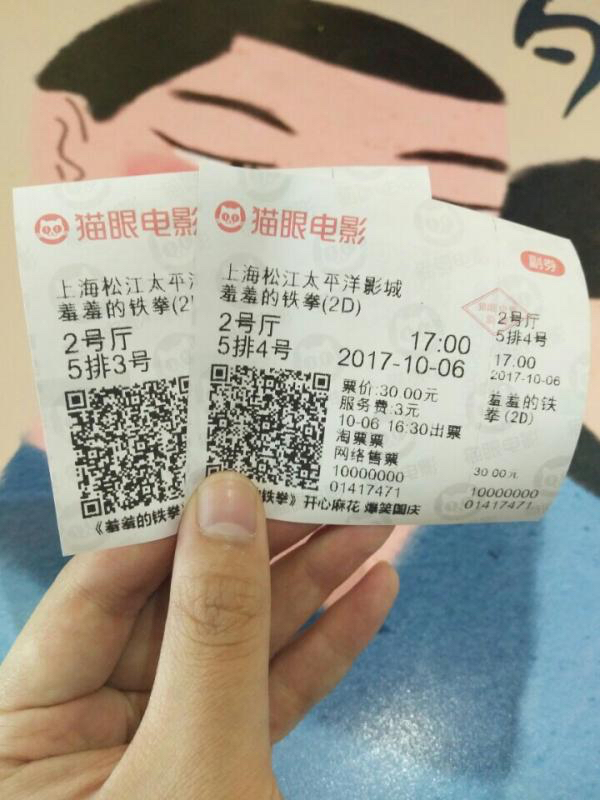 猫眼电影
上海松江太平洋
羞羞的铁拳(2
2号厅
5排3号
《羞羞的铁拳
猫眼电影
上海松江太平洋影城
羞羞的铁拳(2D)
2号厅
5排4号
17:00
2017-10-06
票价:30.00元
服务费:3元
10-06 16:30出票
淘票票
网络售票
10000000
01417471
铁拳》开心麻花 爆笑国庆
副券
2号厅
5排4号
17:00
2017-10-06
羞羞的铁
拳(2D)
30.00元
10000000
01417471